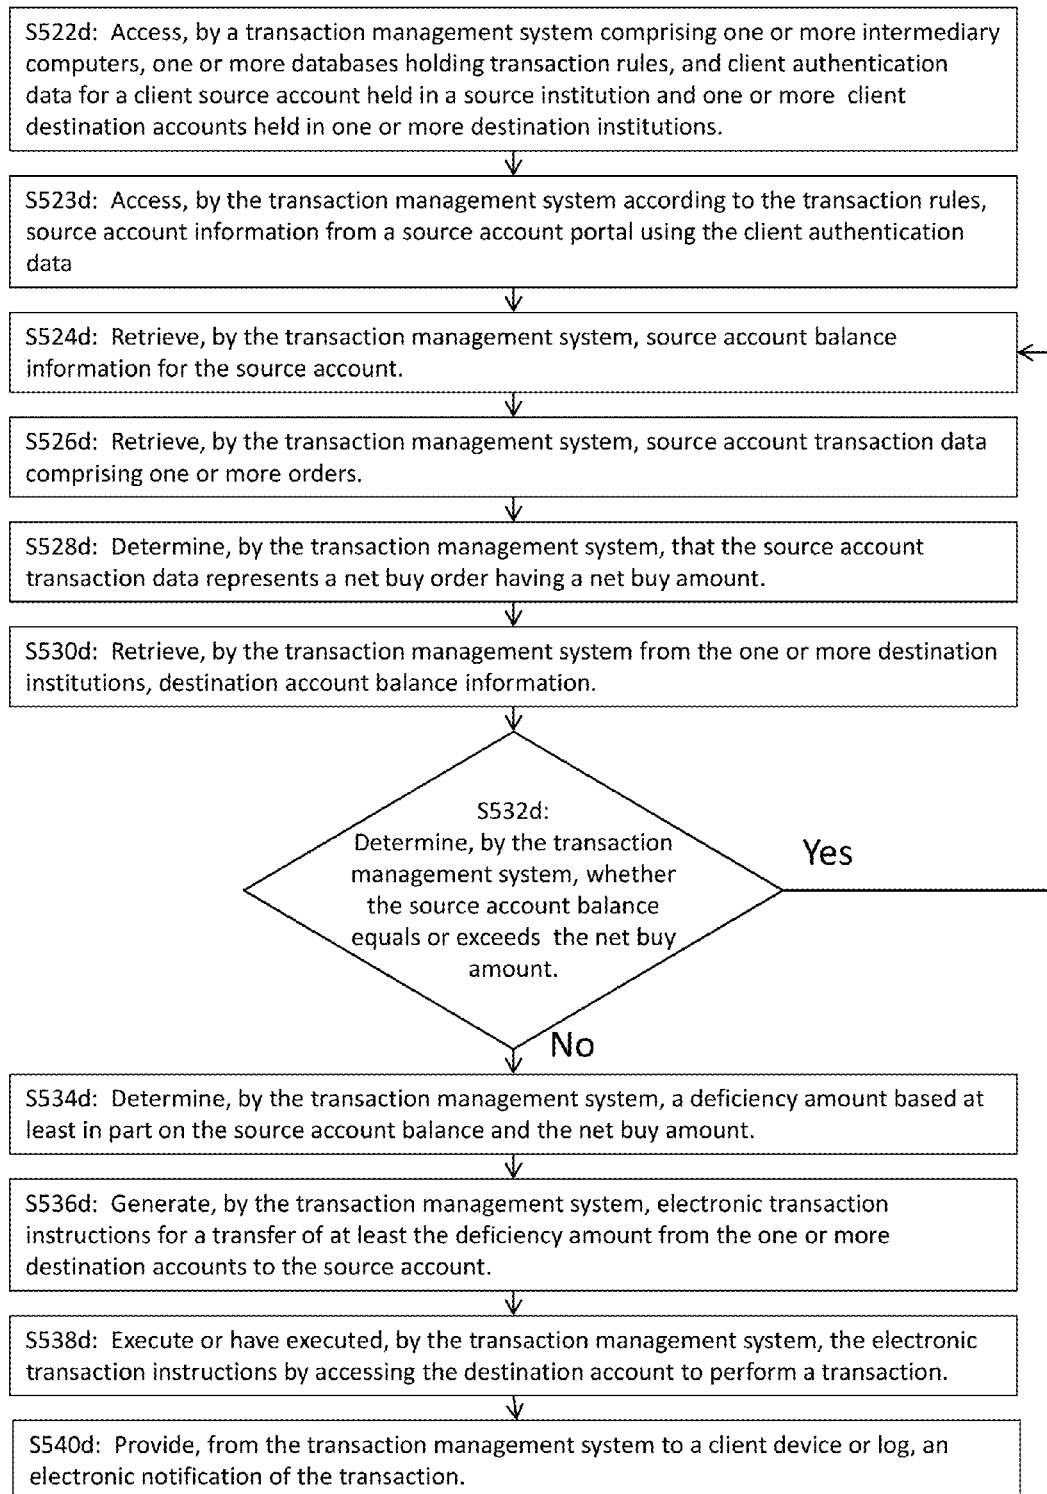 S522d: Access, by a transaction management system comprising one or more intermediary
computers, one or more databases holding transaction rules, and client authentication
data for a client source account held in a source institution and one or more client
destination accounts held in one or more destination institutions.
S523d: Access, by the transaction management system according to the transaction rules,
source account information from a source account portal using the client authentication
data
S524d: Retrieve, by the transaction management system, source account balance
information for the source account.
S526d: Retrieve, by the transaction management system, source account transaction data
comprising one or more orders.
S528d: Determine, by the transaction management system, that the source account
transaction data represents a net buy order having a net buy amount.
S530d: Retrieve, by the transaction management system from the one or more destination
institutions, destination account balance information.
S532d:
Determine, by the transaction
management system, whether
the source account balance
equals or exceeds the net buy
amount.
Yes
No
S534d: Determine, by the transaction management system, a deficiency amount based at
least in part on the source account balance and the net buy amount.
S536d: Generate, by the transaction management system, electronic transaction
instructions for a transfer of at least the deficiency amount from the one or more
destination accounts to the source account.
S538d: Execute or have executed, by the transaction management system, the electronic
transaction instructions by accessing the destination account to perform a transaction.
S540d: Provide, from the transaction management system to a client device or log, an
electronic notification of the transaction.